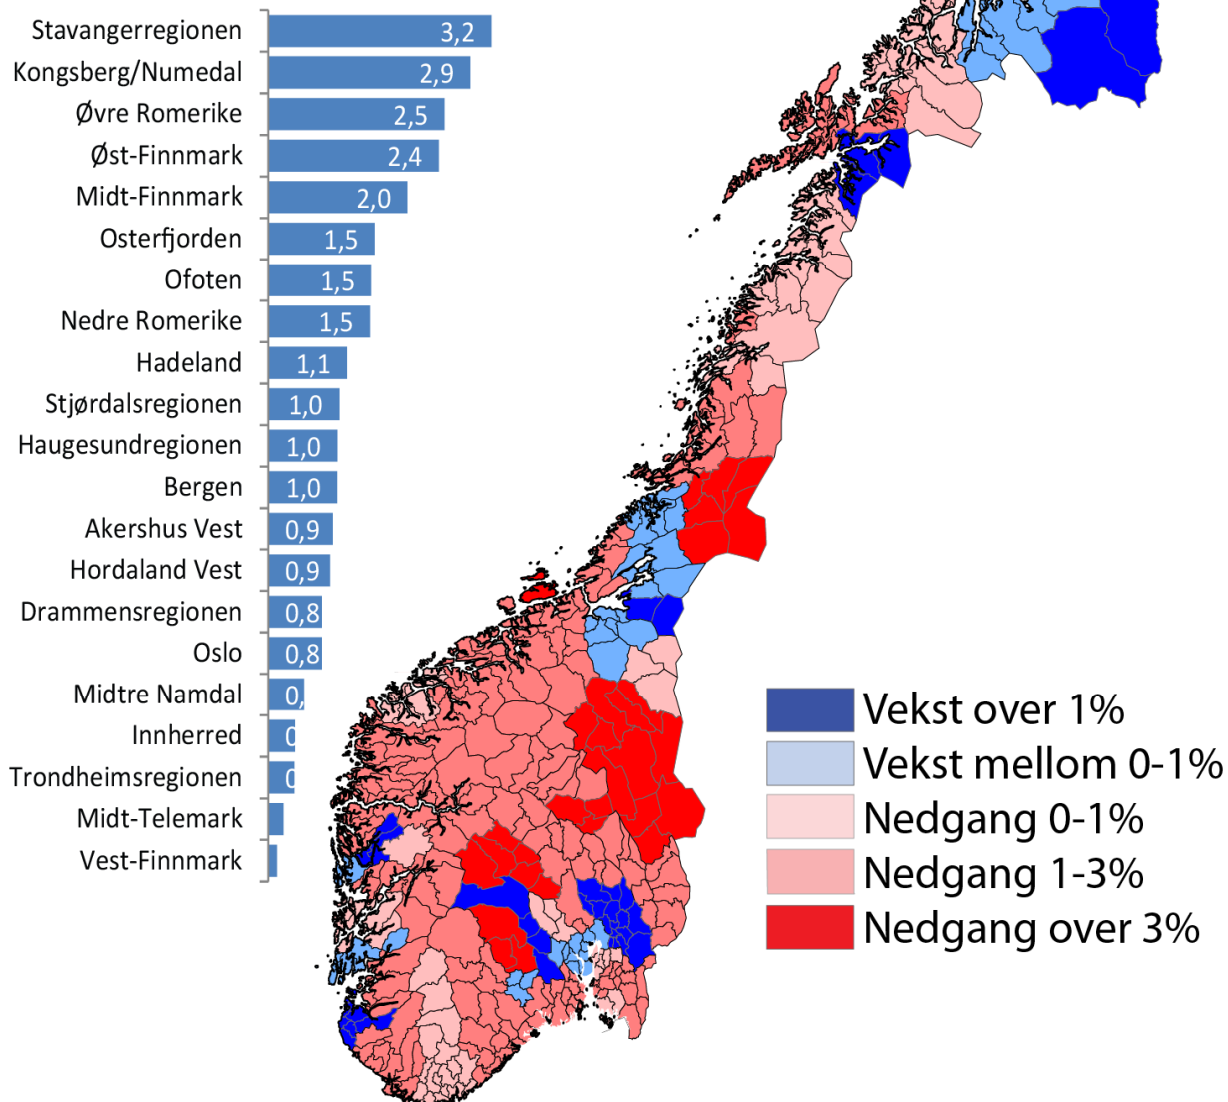 Stavangerregionen 3,2
Kongsberg/Numedal 2,9
Øvre Romerike 2,5
Øst-Finnmark 2,4
Midt-Finnmark 2,0
Osterfjorden 1,5
Ofoten 1,5
Nedre Romerike 1,5
Hadeland 1,1
Stjørdalsregionen 1,0
Haugesundregionen 1,0
Bergen 1,0
Akershus Vest 0,9
Hordaland Vest 0,9
Drammensregionen 0,8
Oslo 0,8
Midtre Namdal 0,
Innherred 0
Trondheimsregionen 0
Midt-Telemark
Vest-Finnmark
Vekst over 1%
Vekst mellom 0-1%
Nedgang 0-1%
Nedgang 1-3%
Nedgang over 3%